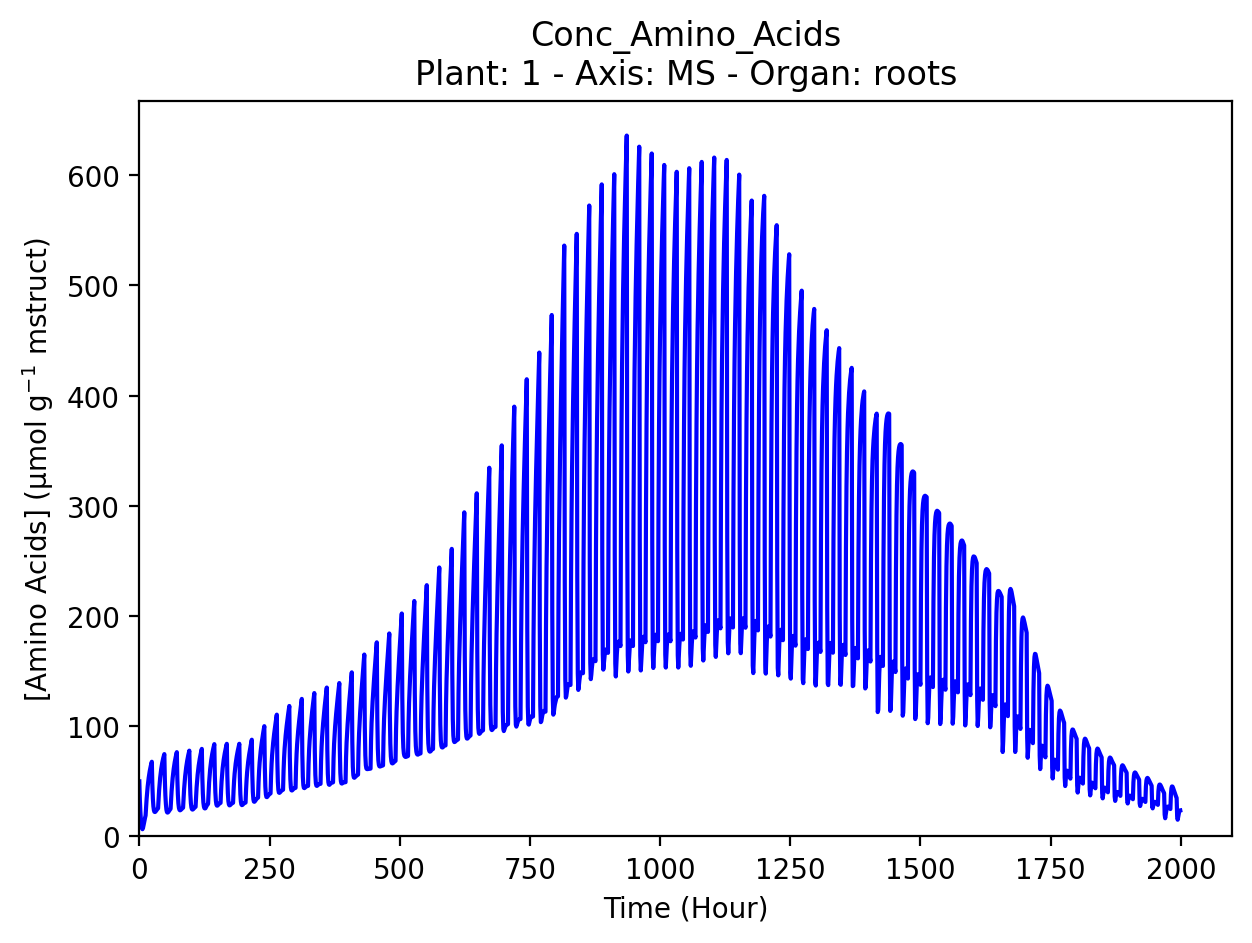 Conc_Amino_Acids
Plant: 1 - Axis: MS - Organ: roots
[Amino Acids] (µmol g⁻¹ mstruct)
600
500
400
300
200
100
0
0 250 500 750 1000 1250 1500 1750 2000
Time (Hour)